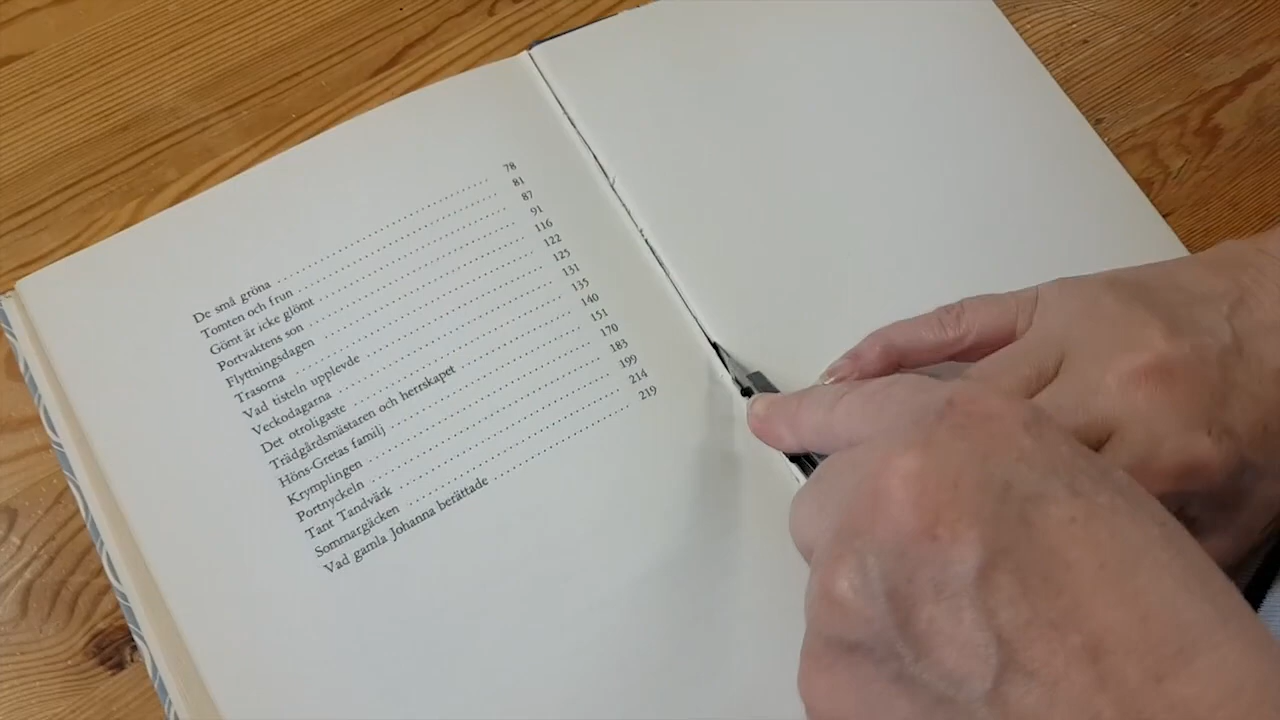 De små gröna 78
Tomten och frun 81
Gömt är icke glömt 87
Portvaktens son 91
Flyttningsdagen 116
Trasorna 122
Vad tisteln upplevde 125
Veckodagarna 131
Det otroligaste 135
Trädgårdsmästaren och herrskapet 140
Höns-Gretas familj 151
Krymplingen 170
Portnyckeln 183
Tant Tandvärk 199
Sommargäcken 214
Vad gamla Johanna berättade 219